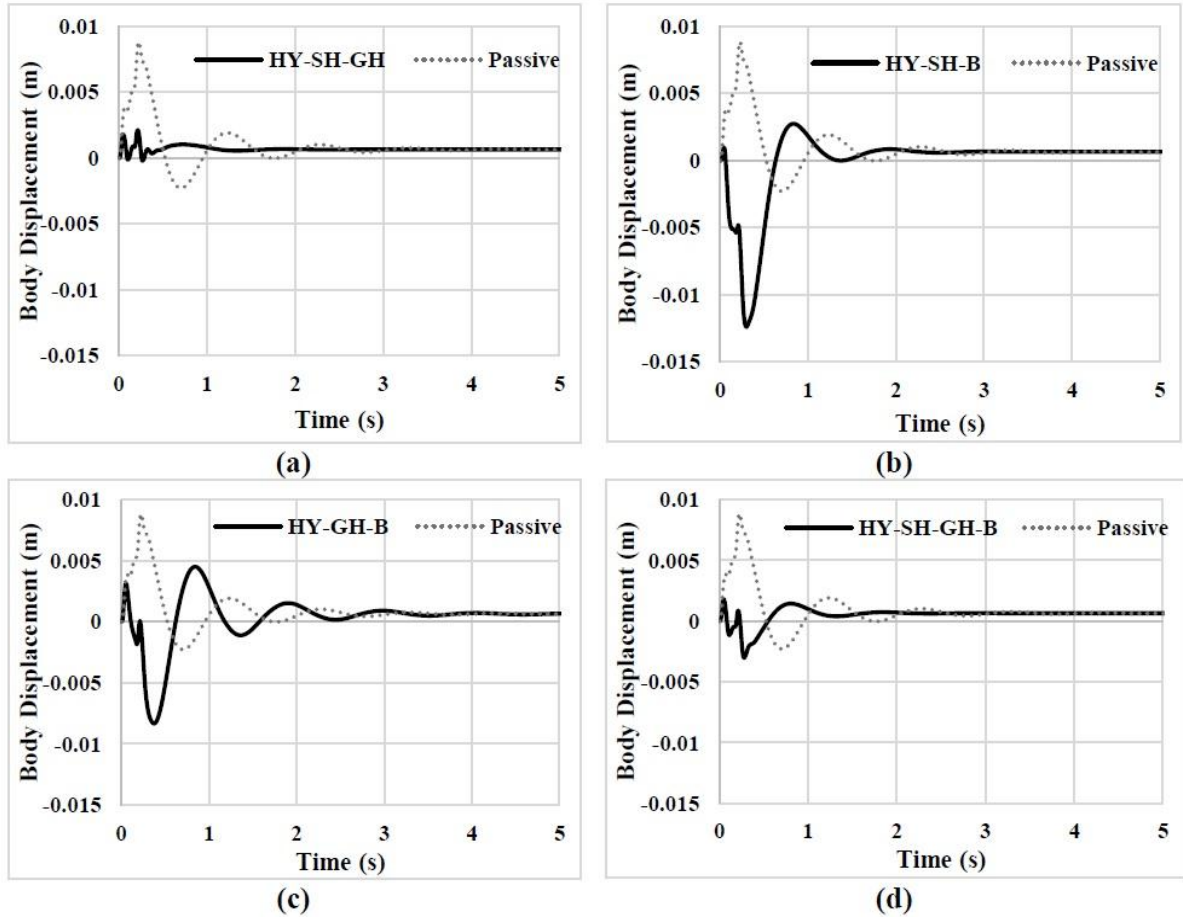 0.01
HY-SH-GH Passive
0.005
0
-0.005
-0.01
-0.015
Body Displacement (m)
0 1 2 3 4 5
Time (s)
(a)
0.01
HY-SH-B Passive
0.005
0
-0.005
-0.01
-0.015
Body Displacement (m)
0 1 2 3 4 5
Time (s)
(b)
0.01
HY-GH-B Passive
0.005
0
-0.005
-0.01
-0.015
Body Displacement (m)
0 1 2 3 4 5
Time (s)
(c)
0.01
HY-SH-GH-B Passive
0.005
0
-0.005
-0.01
-0.015
Body Displacement (m)
0 1 2 3 4 5
Time (s)
(d)